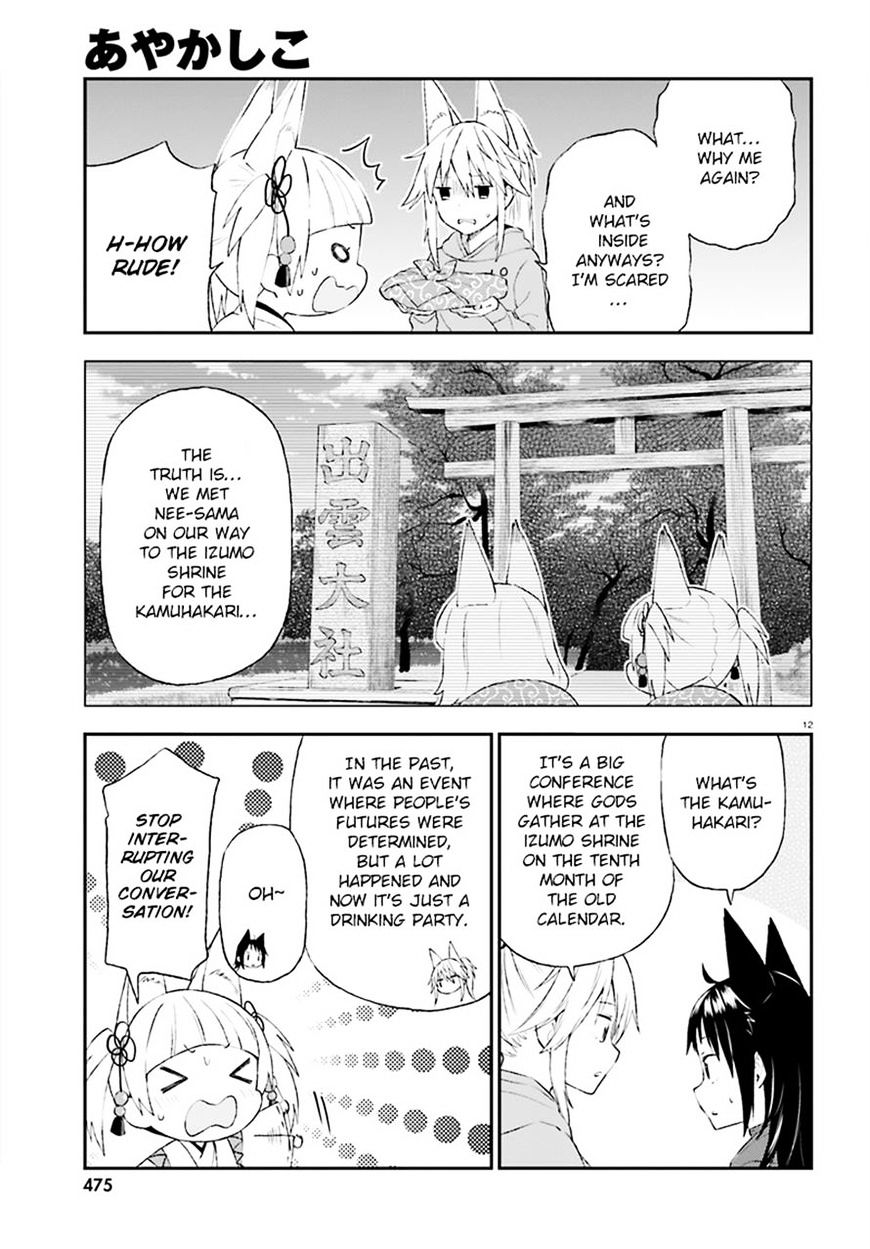 あやかしこ
WHAT...
WHY ME
AGAIN?
AND
WHAT'S
INSIDE
ANYWAYS?
I'M SCARED
...
H-HOW
RUDE!
THE
TRUTH IS...
WE MET
NEE-SAMA
ON OUR WAY
TO THE IZUMO
SHRINE
FOR THE
KAMUHAKARI...
出雲大社
12
WHAT'S
THE KAMU-
HAKARI?
IT'S A BIG
CONFERENCE
WHERE GODS
GATHER AT THE
IZUMO SHRINE
ON THE TENTH
MONTH OF
THE OLD
CALENDAR.
IN THE PAST,
IT WAS AN EVENT
WHERE PEOPLE'S
FUTURES WERE
DETERMINED,
BUT A LOT
HAPPENED AND
NOW IT'S JUST A
DRINKING PARTY.
OH~
STOP
INTER-
RUPTING
OUR
CONVER-
SATION!
475